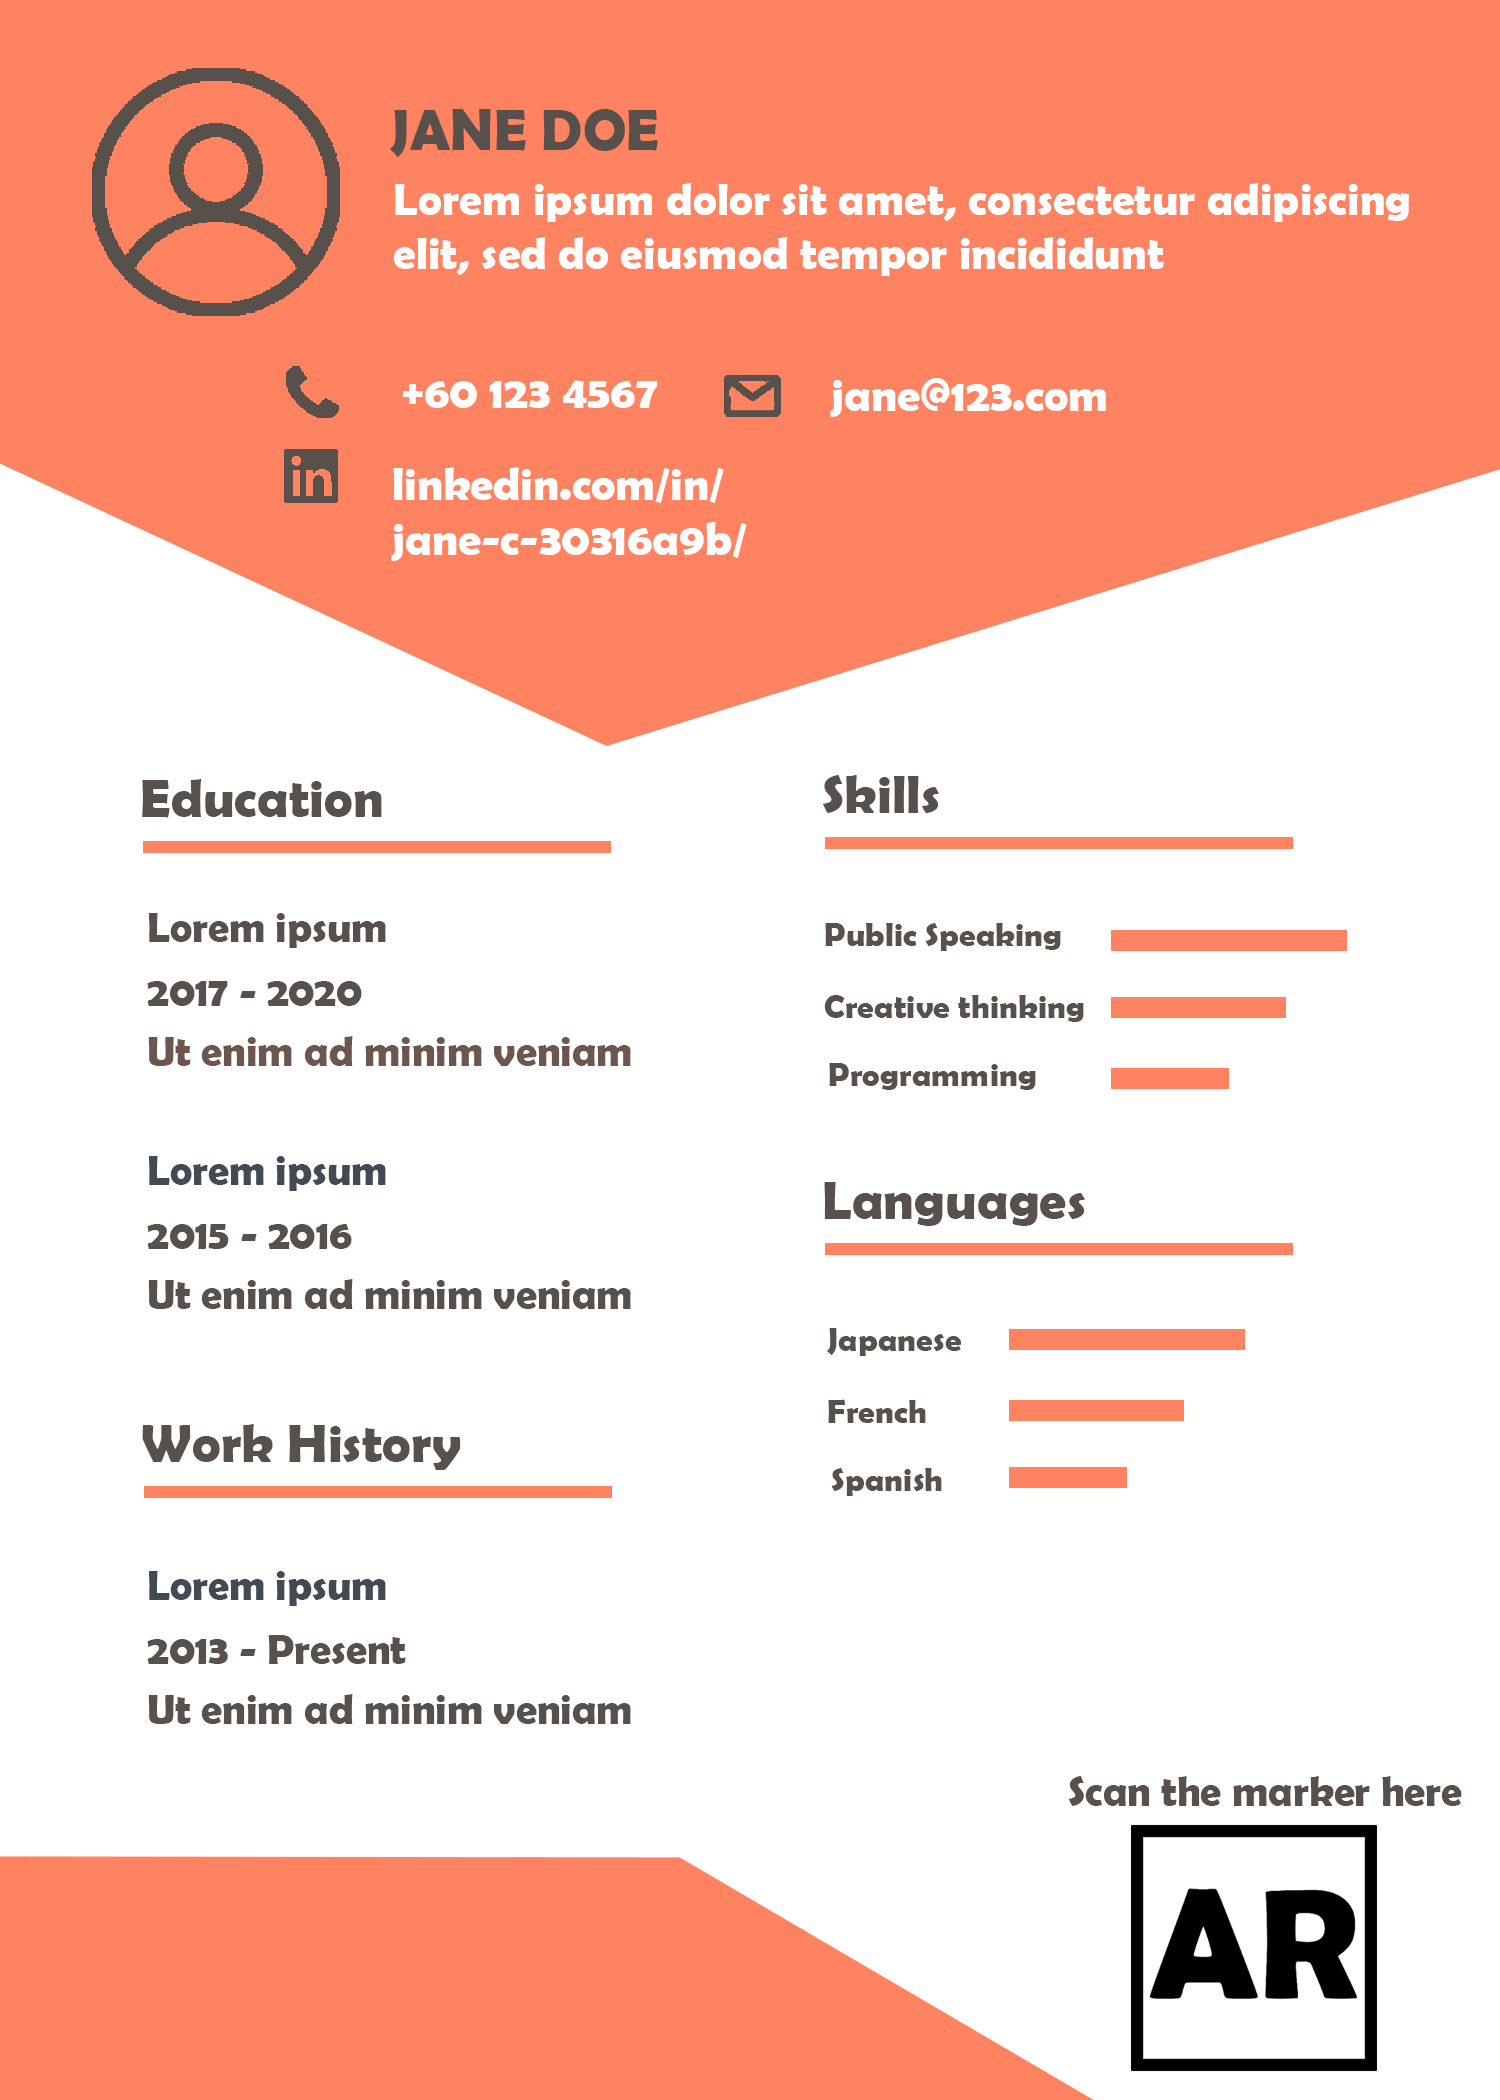 JANE DOE
Lorem ipsum dolor sit amet, consectetur adipiscing
elit, sed do eiusmod tempor incididunt
+60 123 4567
jane@123.com
in
linkedin.com/in/
jane-c-30316a9b/
Education
Lorem ipsum
2017 - 2020
Ut enim ad minim veniam
Lorem ipsum
2015 - 2016
Ut enim ad minim veniam
Work History
Lorem ipsum
2013 - Present
Ut enim ad minim veniam
Skills
Public Speaking
Creative thinking
Programming
Languages
Japanese
French
Spanish
Scan the marker here
AR